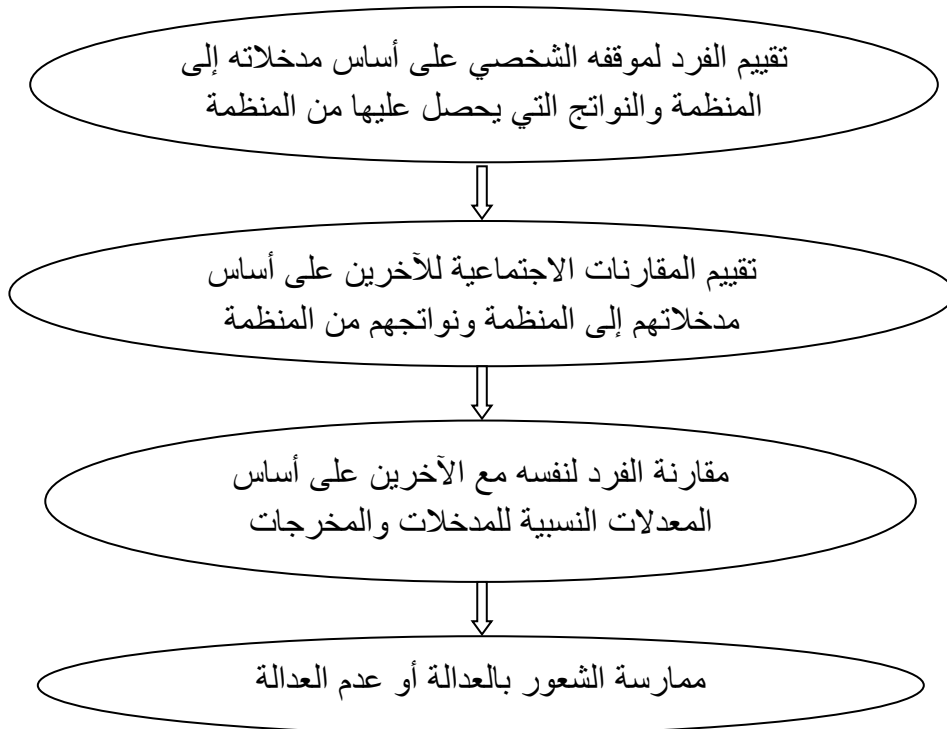 تقييم الفرد لموقفه الشخصي على أساس مدخلاته إلى
المنظمة والنواتج التي يحصل عليها من المنظمة
تقييم المقارنات الاجتماعية للآخرين على أساس
مدخلاتهم إلى المنظمة ونواتجهم من المنظمة
مقارنة الفرد لنفسه مع الآخرين على أساس
المعدلات النسبية للمدخلات والمخرجات
ممارسة الشعور بالعدالة أو عدم العدالة